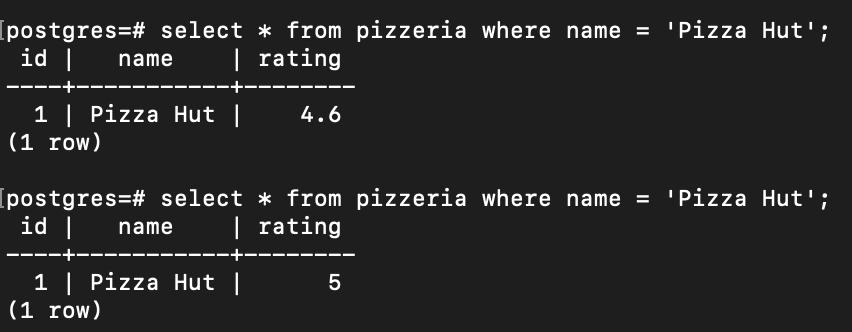 postgres=# select * from pizzeria where name = 'Pizza Hut';
 id |   name    | rating
----+-----------+--------
  1 | Pizza Hut |    4.6
(1 row)

postgres=# select * from pizzeria where name = 'Pizza Hut';
 id |   name    | rating
----+-----------+--------
  1 | Pizza Hut |      5
(1 row)